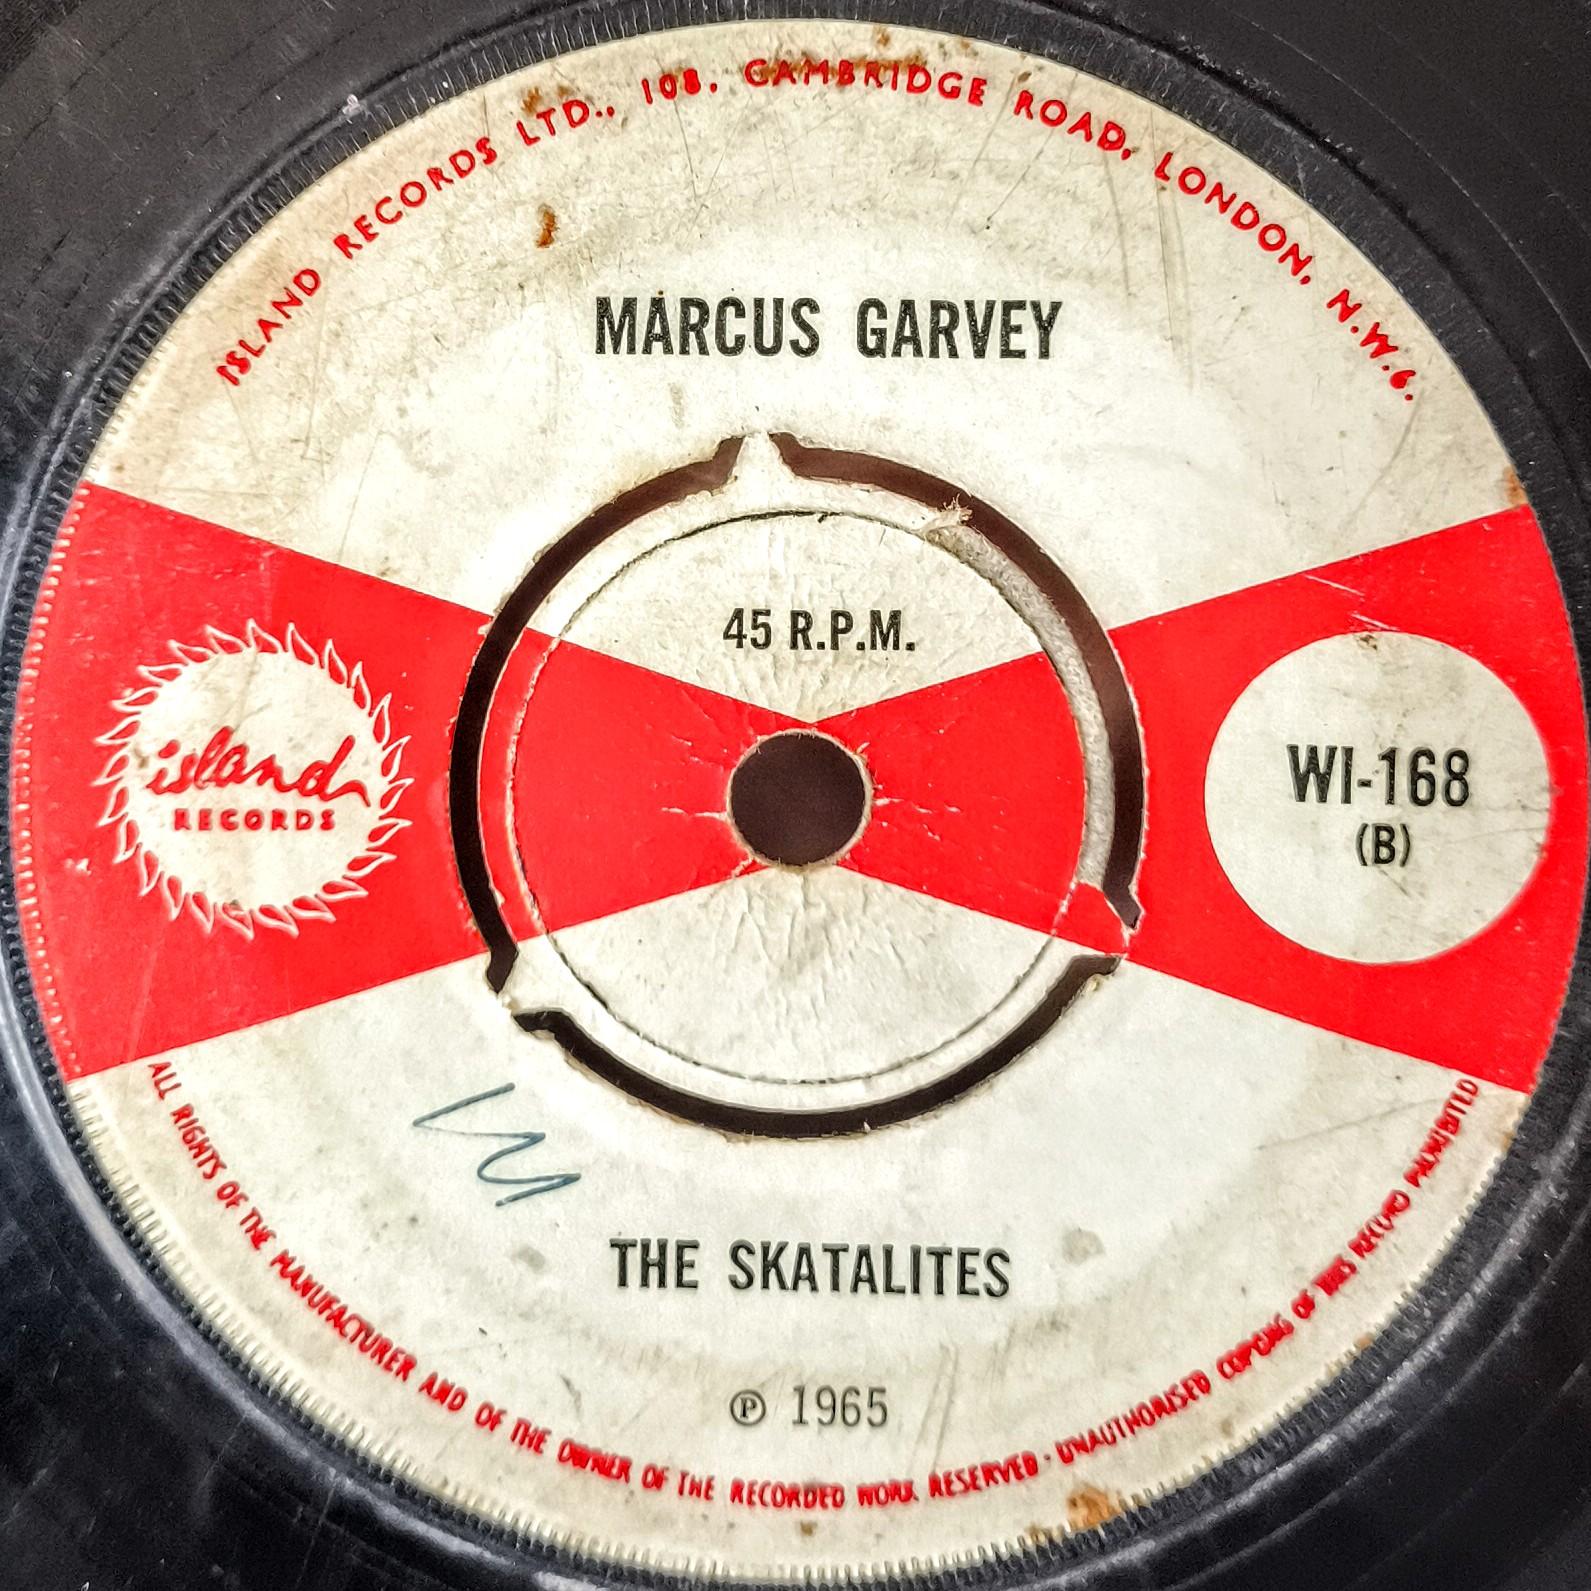 ISLAND RECORDS LTD., 108, CAMBRIDGE ROAD, LONDON, N.W.6.
MARCUS GARVEY
45 R.P.M.
island
RECORDS
WI-168
(B)
THE SKATALITES
℗ 1965
ALL RIGHTS OF THE MANUFACTURER AND OF THE OWNER OF THE RECORDED WORK RESERVED · UNAUTHORISED COPYING OF THIS RECORD PROHIBITED